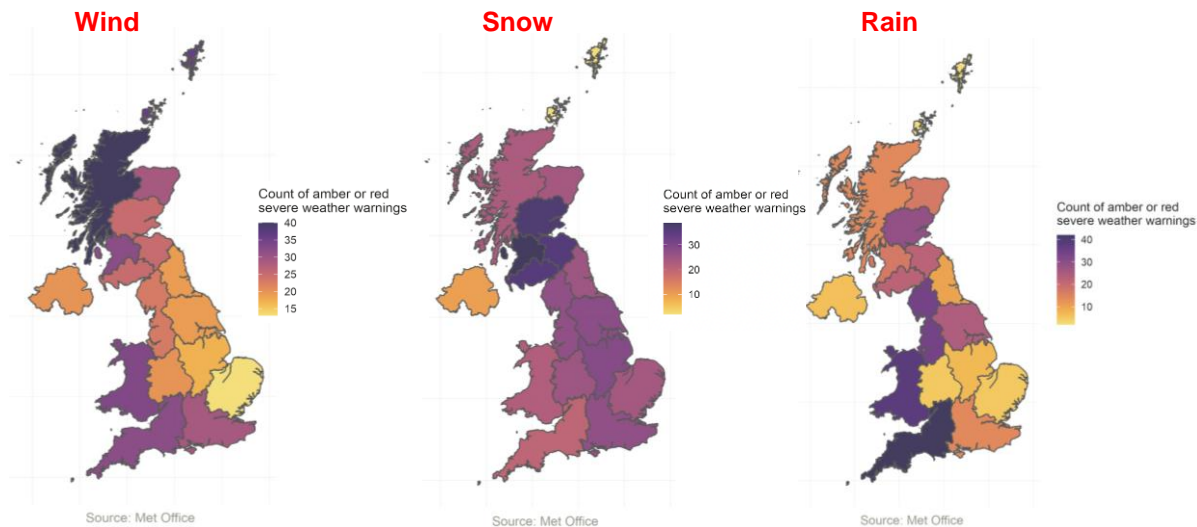 Wind
Snow
Rain
Count of amber or red
severe weather warnings
40
35
30
25
20
15
Count of amber or red
severe weather warnings
30
20
10
Count of amber or red
severe weather warnings
40
30
20
10
Source: Met Office
Source: Met Office
Source: Met Office